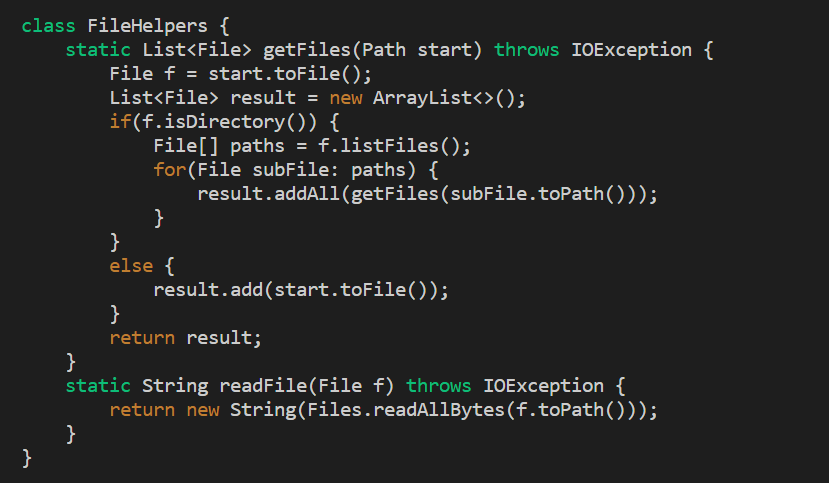 class FileHelpers {
    static List<File> getFiles(Path start) throws IOException {
        File f = start.toFile();
        List<File> result = new ArrayList<>();
        if(f.isDirectory()) {
            File[] paths = f.listFiles();
            for(File subFile: paths) {
                result.addAll(getFiles(subFile.toPath()));
            }
        }
        else {
            result.add(start.toFile());
        }
        return result;
    }
    static String readFile(File f) throws IOException {
        return new String(Files.readAllBytes(f.toPath()));
    }
}